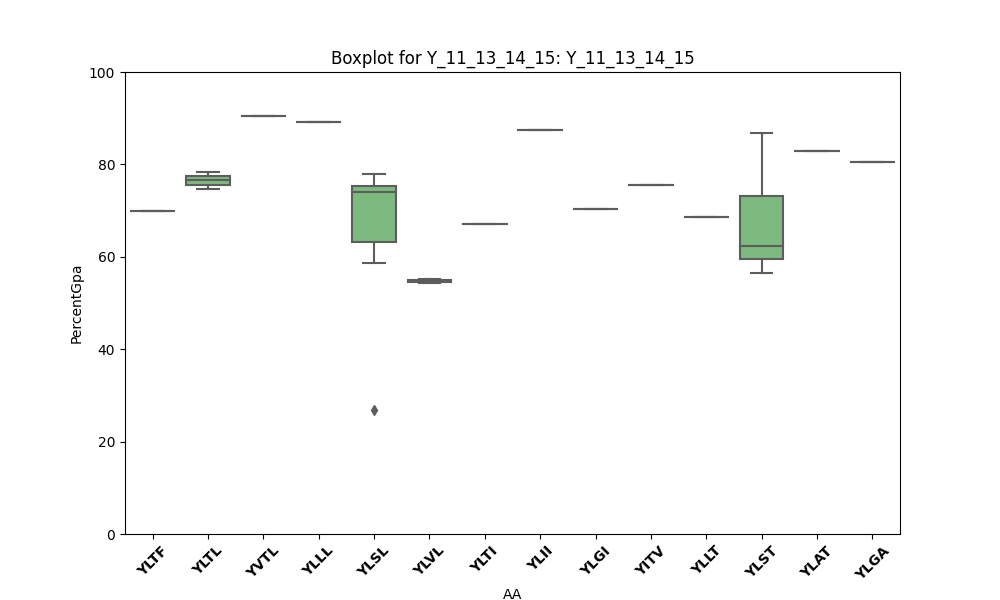 Boxplot for Y_11_13_14_15: Y_11_13_14_15
100
80
60
40
20
0
PercentGpa
YLTF
YLTL
YVTL
YLLL
YLSL
YLVL
YLTI
YLII
YLGI
YITV
YLLT
YLST
YLAT
YLGA
AA